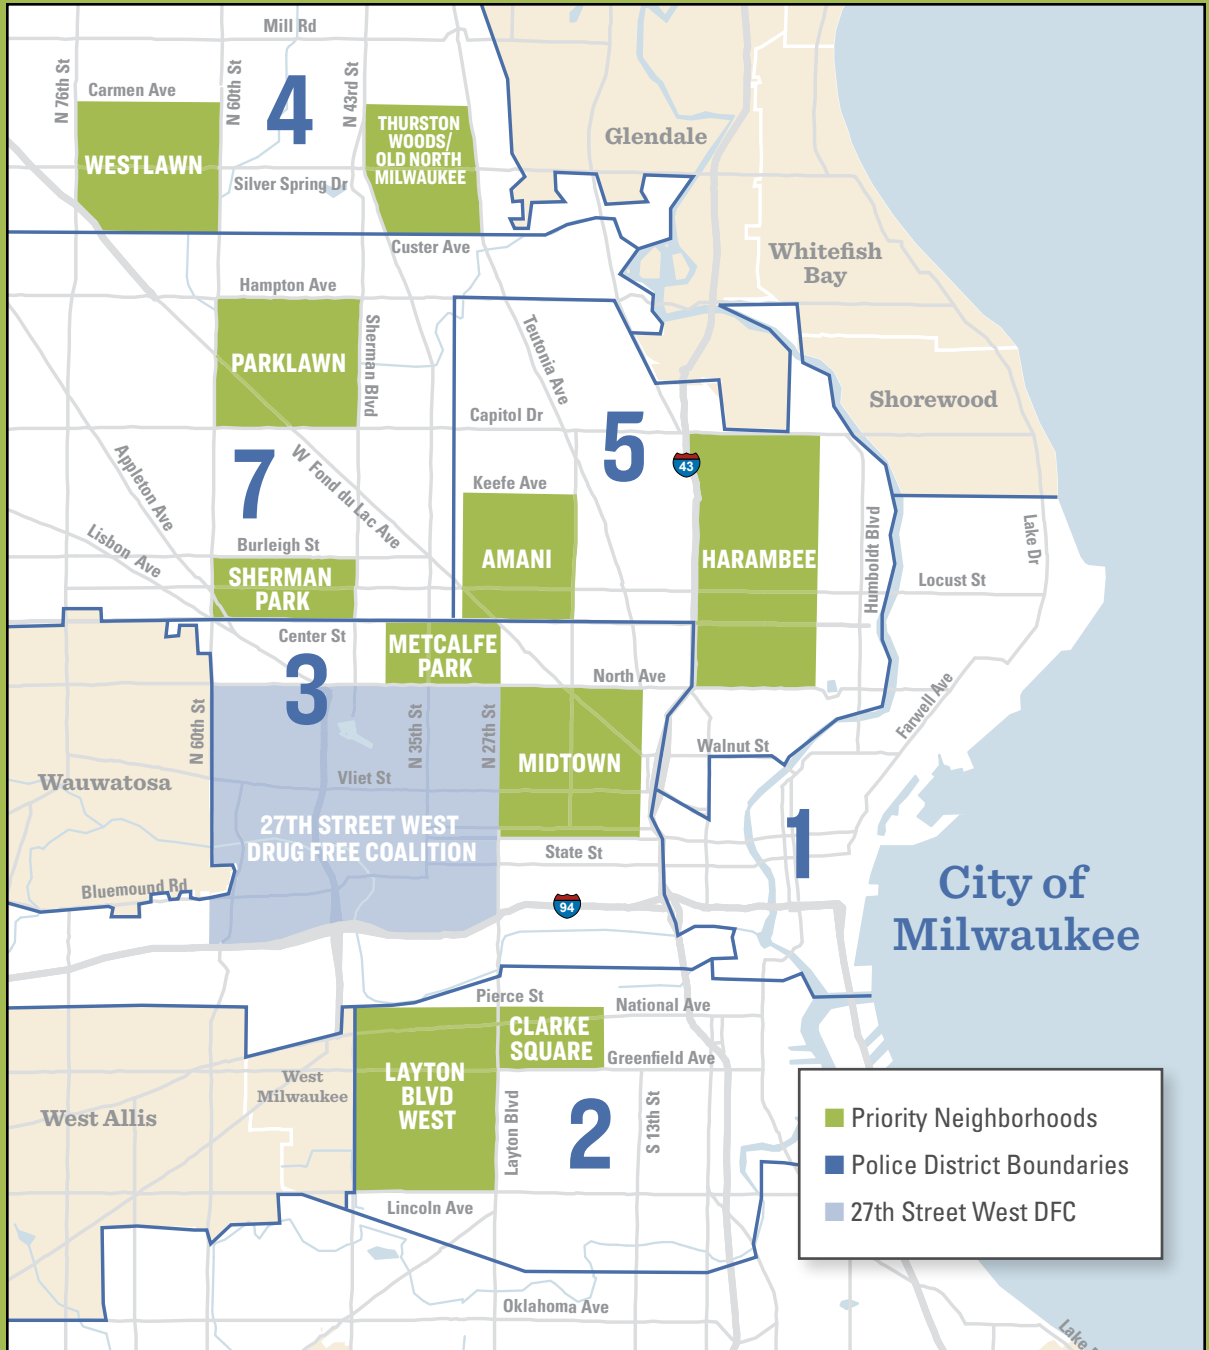 Mill Rd
N 76th St
Carmen Ave
N 60th St
4
N 43rd St
WESTLAWN
THURSTON
WOODS/
OLD NORTH
MILWAUKEE
Silver Spring Dr
Glendale
Custer Ave
Whitefish
Bay
Hampton Ave
PARKLAWN
Sherman Blvd
Teutonia Ave
Shorewood
Capitol Dr
5
43
7
Appleton Ave
W Fond du Lac Ave
Keefe Ave
Lisbon Ave
Burleigh St
AMANI
HARAMBEE
Humboldt Blvd
Lake Dr
Locust St
SHERMAN
PARK
Center St
METCALFE
PARK
3
North Ave
N 60th St
N 35th St
N 27th St
Farwell Ave
Walnut St
MIDTOWN
Wauwatosa
Vliet St
27TH STREET WEST
DRUG FREE COALITION
State St
1
Bluemound Rd
94
City of
Milwaukee
Pierce St
National Ave
CLARKE
SQUARE
Greenfield Ave
LAYTON
BLVD
WEST
West
Milwaukee
West Allis
Layton Blvd
2
S 13th St
Lincoln Ave
Priority Neighborhoods
Police District Boundaries
27th Street West DFC
Oklahoma Ave
Lake